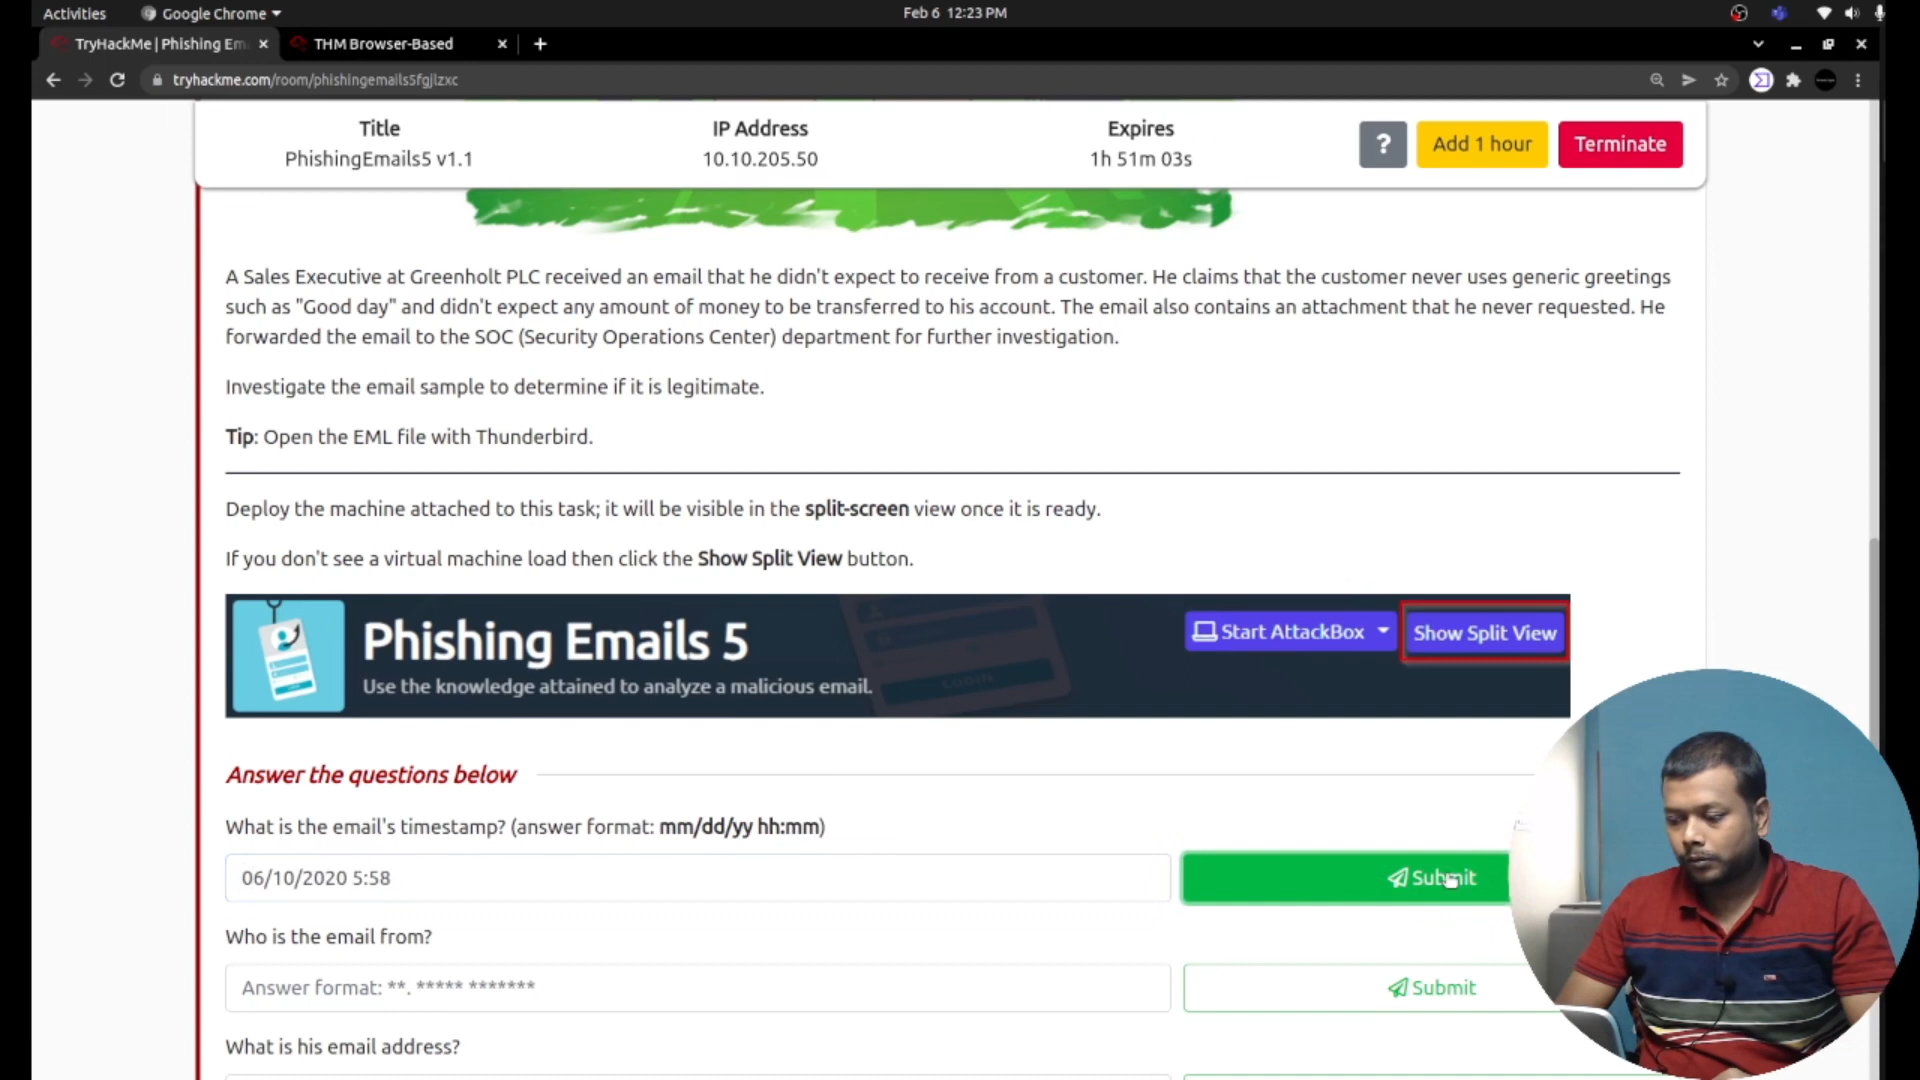 Activities
Google Chrome
Feb 6 12:23 PM
TryHackMe | Phishing Em
THM Browser-Based
tryhackme.com/room/phishingemails5fgjlzxc
Title
IP Address
Expires
PhishingEmails5 v1.1
10.10.205.50
1h 51m 03s
?
Add 1 hour
Terminate
A Sales Executive at Greenholt PLC received an email that he didn't expect to receive from a customer. He claims that the customer never uses generic greetings
such as "Good day" and didn't expect any amount of money to be transferred to his account. The email also contains an attachment that he never requested. He
forwarded the email to the SOC (Security Operations Center) department for further investigation.
Investigate the email sample to determine if it is legitimate.
Tip: Open the EML file with Thunderbird.
Deploy the machine attached to this task; it will be visible in the split-screen view once it is ready.
If you don't see a virtual machine load then click the Show Split View button.
Phishing Emails 5
Start AttackBox
Show Split View
Use the knowledge attained to analyze a malicious email.
LOGIN
Answer the questions below
What is the email's timestamp? (answer format: mm/dd/yy hh:mm)
06/10/2020 5:58
Submit
Who is the email from?
Answer format: **. ***** *******
Submit
What is his email address?